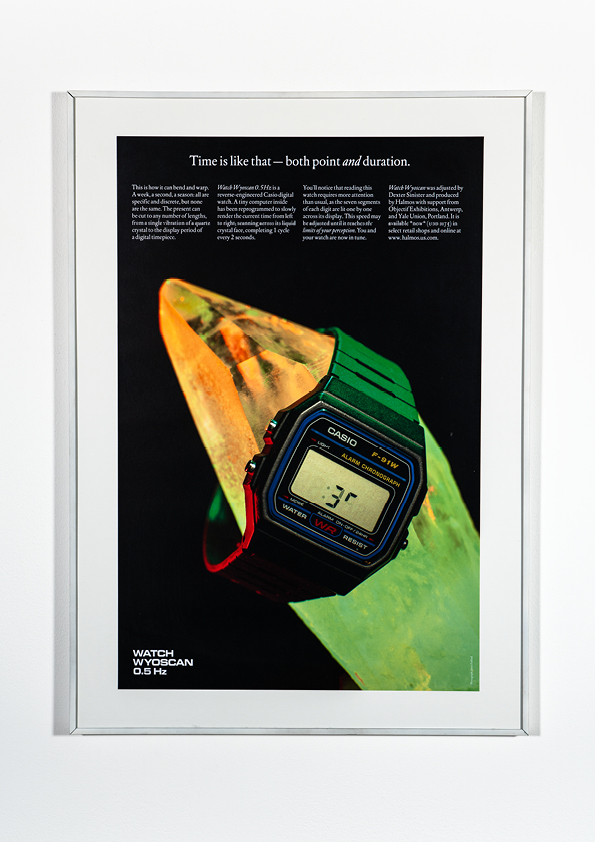 Time is like that — both point and duration.
This is how it can bend and warp.
A week, a second, a season: all are
specific and discrete, but none
are the same. The present can
be cut to any number of lengths,
from a single vibration of a quartz
crystal to the display period of
a digital timepiece.
Watch Wyoscan 0.5 Hz is a
reverse-engineered Casio digital
watch. A tiny computer inside
has been reprogrammed to slowly
render the current time from left
to right, scanning across its liquid
crystal face, completing 1 cycle
every 2 seconds.
You'll notice that reading this
watch requires more attention
than usual, as the seven segments
of each digit are lit one by one
across its display. This speed may
be adjusted until it reaches the
limits of your perception. You and
your watch are now in tune.
Watch Wyoscan was adjusted by
Dexter Sinister and produced
by Halmos with support from
Objectif Exhibitions, Antwerp,
and Yale Union, Portland. It is
available *now* in
select retail shops and online at
www.halmos.us.com.
CASIO
F-91W
LIGHT
ALARM CHRONOGRAPH
MODE
ALARM ON·OFF/24HR
WATER WR RESIST
WATCH
WYOSCAN
0.5 Hz